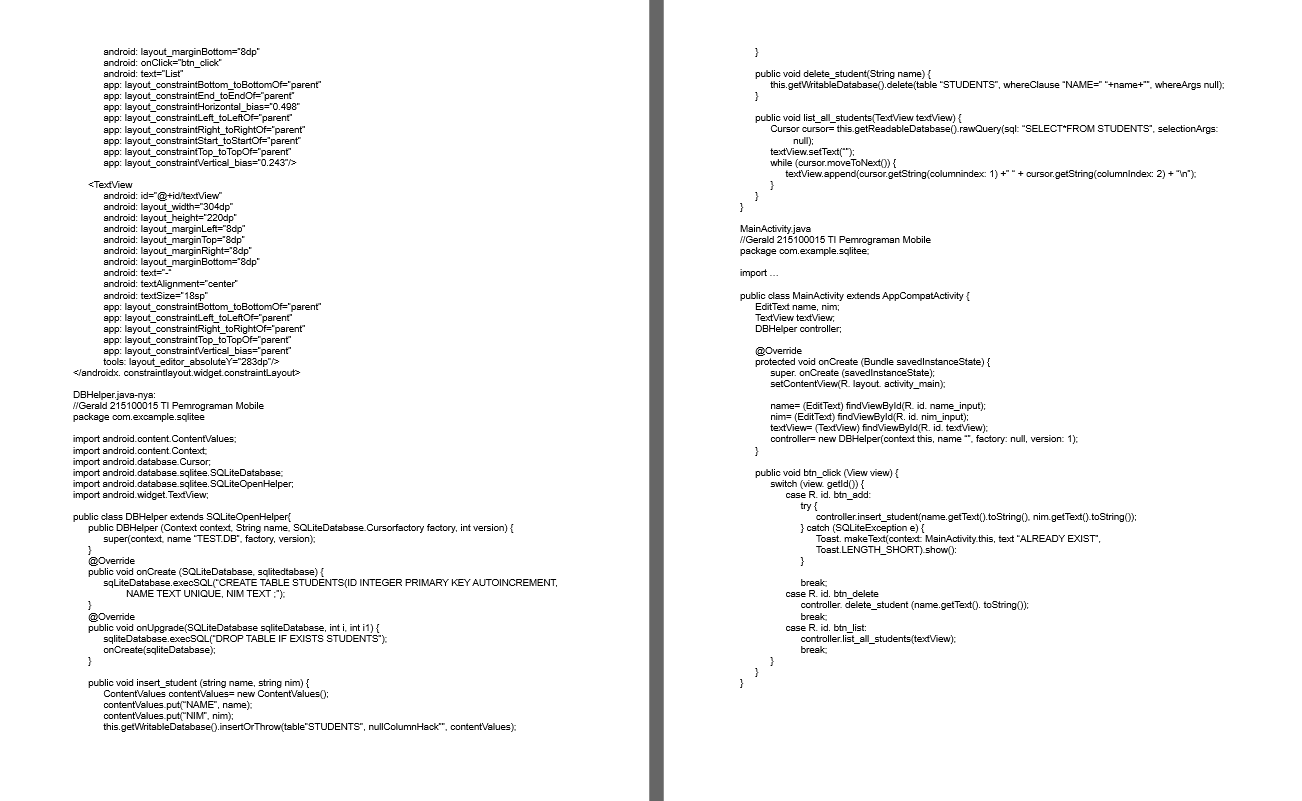 android: layout_marginBottom="8dp"
android: onClick="btn_click"
android: text="List"
app: layout_constraintBottom_toBottomOf="parent"
app: layout_constraintEnd_toEndOf="parent"
app: layout_constraintHorizontal_bias="0.498"
app: layout_constraintLeft_toLeftOf="parent"
app: layout_constraintRight_toRightOf="parent"
app: layout_constraintStart_toStartOf="parent"
app: layout_constraintTop_toTopOf="parent"
app: layout_constraintVertical_bias="0.243"/>

<TextView
android: id="@+id/textView"
android: layout_width="304dp"
android: layout_height="220dp"
android: layout_marginLeft="8dp"
android: layout_marginTop="8dp"
android: layout_marginRight="8dp"
android: layout_marginBottom="8dp"
android: text="-"
android: textAlignment="center"
android: textSize="18sp"
app: layout_constraintBottom_toBottomOf="parent"
app: layout_constraintLeft_toLeftOf="parent"
app: layout_constraintRight_toRightOf="parent"
app: layout_constraintTop_toTopOf="parent"
app: layout_constraintVertical_bias="parent"
tools: layout_editor_absoluteY="283dp"/>
</androidx. constraintlayout.widget.constraintLayout>

DBHelper.java-nya:
//Gerald 215100015 TI Pemrograman Mobile
package com.excample.sqlitee

import android.content.ContentValues;
import android.content.Context;
import android.database.Cursor;
import android.database.sqlitee.SQLiteDatabase;
import android.database.sqlitee.SQLiteOpenHelper;
import android.widget.TextView;

public class DBHelper extends SQLiteOpenHelper{
public DBHelper (Context context, String name, SQLiteDatabase.Cursorfactory factory, int version) {
super(context, name "TEST.DB", factory, version);
}
@Override
public void onCreate (SQLiteDatabase, sqlitedtabase) {
sqLiteDatabase.execSQL("CREATE TABLE STUDENTS(ID INTEGER PRIMARY KEY AUTOINCREMENT,
NAME TEXT UNIQUE, NIM TEXT ;");
}
@Override
public void onUpgrade(SQLiteDatabase sqliteDatabase, int i, int i1) {
sqliteDatabase.execSQL("DROP TABLE IF EXISTS STUDENTS");
onCreate(sqliteDatabase);
}

public void insert_student (string name, string nim) {
ContentValues contentValues= new ContentValues();
contentValues.put("NAME", name);
contentValues.put("NIM", nim);
this.getWritableDatabase().insertOrThrow(table"STUDENTS", nullColumnHack"", contentValues);
}

public void delete_student(String name) {
this.getWritableDatabase().delete(table "STUDENTS", whereClause "NAME=" "+name+"", whereArgs null);
}

public void list_all_students(TextView textView) {
Cursor cursor= this.getReadableDatabase().rawQuery(sql: "SELECT*FROM STUDENTS", selectionArgs:
null);
textView.setText("");
while (cursor.moveToNext()) {
textView.append(cursor.getString(columnindex: 1) +" " + cursor.getString(columnIndex: 2) + "\n");
}
}
}

MainActivity.java
//Gerald 215100015 TI Pemrograman Mobile
package com.example.sqlitee;

import …

public class MainActivity extends AppCompatActivity {
EditText name, nim;
TextView textView;
DBHelper controller;

@Override
protected void onCreate (Bundle savedInstanceState) {
super. onCreate (savedInstanceState);
setContentView(R. layout. activity_main);

name= (EditText) findViewById(R. id. name_input);
nim= (EditText) findViewById(R. id. nim_input);
textView= (TextView) findViewById(R. id. textView);
controller= new DBHelper(context this, name "", factory: null, version: 1);
}

public void btn_click (View view) {
switch (view. getId()) {
case R. id. btn_add:
try {
controller.insert_student(name.getText().toString(), nim.getText().toString());
} catch (SQLiteException e) {
Toast. makeText(context: MainActivity.this, text "ALREADY EXIST",
Toast.LENGTH_SHORT).show():
}

break;
case R. id. btn_delete
controller. delete_student (name.getText(). toString());
break;
case R. id. btn_list:
controller.list_all_students(textView);
break;
}
}
}